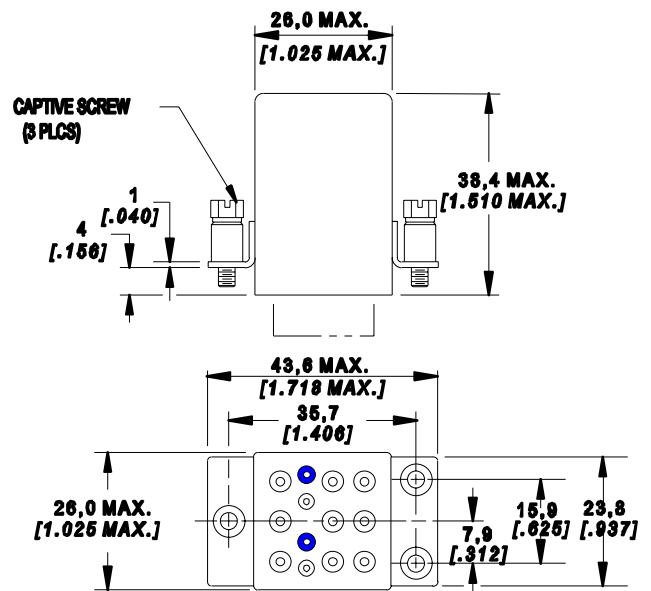 26,0 MAX.
[1.025 MAX.]
CAPTIVE SCREW
(3 PLCS)
38,4 MAX.
[1.510 MAX.]
1
[.040]
4
[.156]
43,6 MAX.
[1.718 MAX.]
35,7
[1.406]
26,0 MAX.
[1.025 MAX.]
15,9
[.625]
23,8
[.937]
7,9
[.312]